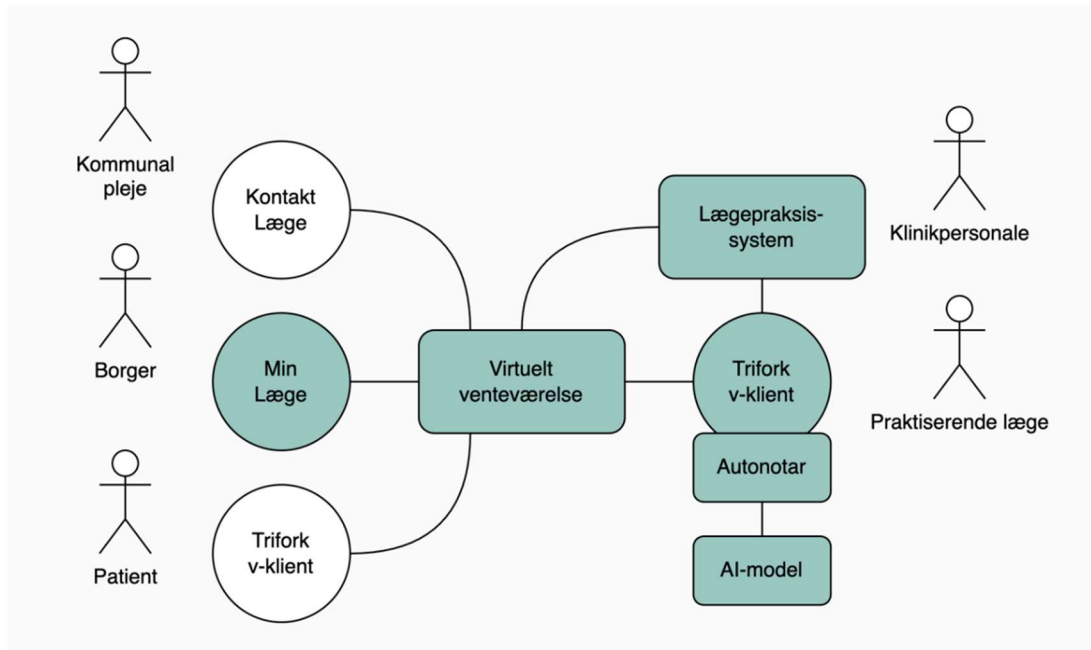 Kommunal
pleje
Kontakt
Læge
Borger
Min
Læge
Patient
Trifork
v-klient
Virtuelt
venteværelse
Lægepraksis-
system
Trifork
v-klient
Autonotar
AI-model
Klinikpersonale
Praktiserende læge